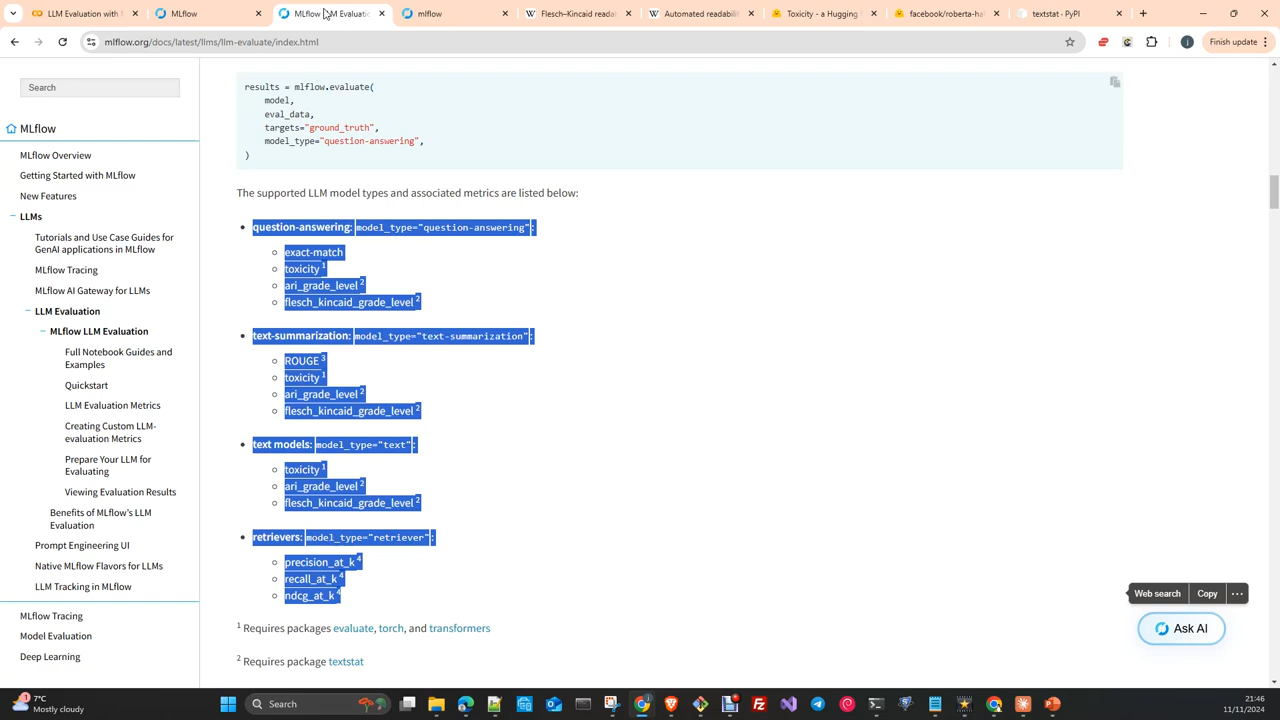 LLM Evaluation with
MLflow
MLflow LLM Evaluatio
mlflow
Flesch–Kincaid readab
Automated readability
Toxicity - a Hugging
facebook/roberta-hat
textstat · PyPI
mlflow.org/docs/latest/llms/llm-evaluate/index.html
Finish update
Search
MLflow
MLflow Overview
Getting Started with MLflow
New Features
LLMs
Tutorials and Use Case Guides for
GenAI applications in MLflow
MLflow Tracing
MLflow AI Gateway for LLMs
LLM Evaluation
MLflow LLM Evaluation
Full Notebook Guides and
Examples
Quickstart
LLM Evaluation Metrics
Creating Custom LLM-
evaluation Metrics
Prepare Your LLM for
Evaluating
Viewing Evaluation Results
Benefits of MLflow's LLM
Evaluation
Prompt Engineering UI
Native MLflow Flavors for LLMs
LLM Tracking in MLflow
MLflow Tracing
Model Evaluation
Deep Learning
results = mlflow.evaluate(
model,
eval_data,
targets="ground_truth",
model_type="question-answering",
)
The supported LLM model types and associated metrics are listed below:
question-answering: model_type="question-answering":
exact-match
toxicity 1
ari_grade_level 2
flesch_kincaid_grade_level 2
text-summarization: model_type="text-summarization":
ROUGE 3
toxicity 1
ari_grade_level 2
flesch_kincaid_grade_level 2
text models: model_type="text":
toxicity 1
ari_grade_level 2
flesch_kincaid_grade_level 2
retrievers: model_type="retriever":
precision_at_k 4
recall_at_k 4
ndcg_at_k 4
1 Requires packages evaluate, torch, and transformers
2 Requires package textstat
Web search
Copy
Ask AI
7°C
Mostly cloudy
Search
21:46
11/11/2024